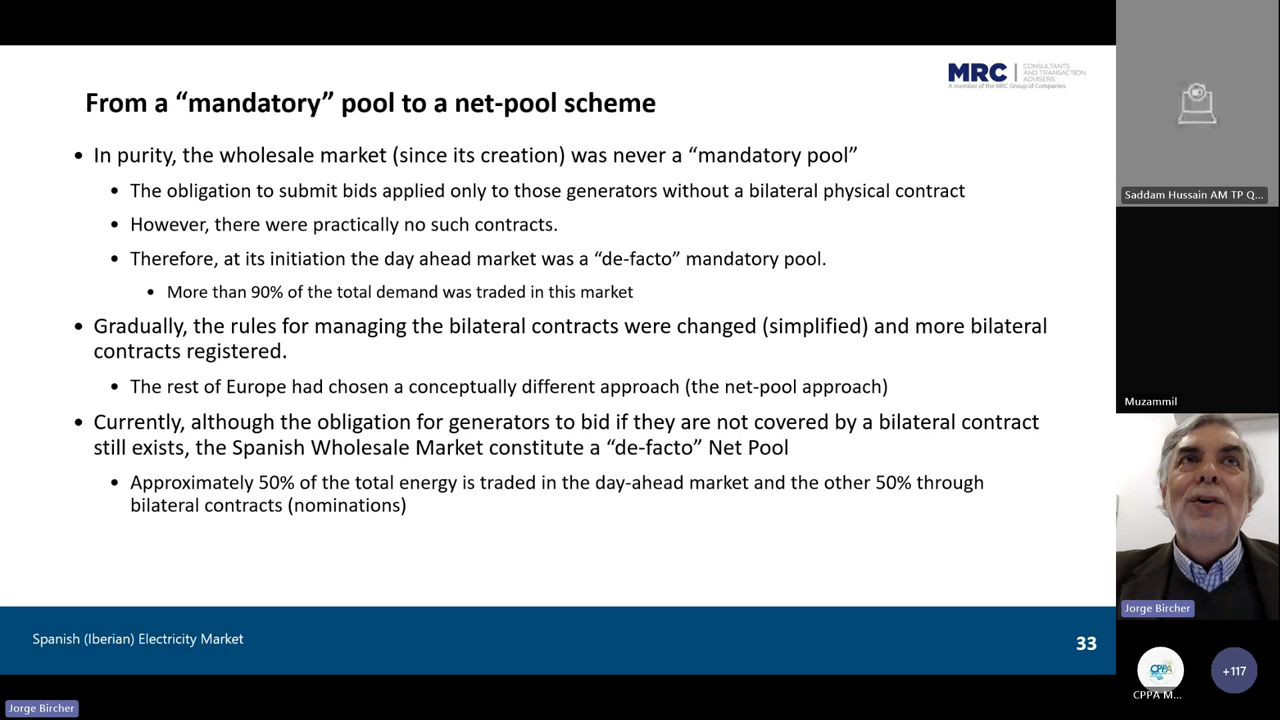 MRC
CONSULTANTS
AND TRANSACTION
ADVISERS
A member of the MRC Group of Companies
From a “mandatory” pool to a net-pool scheme
• In purity, the wholesale market (since its creation) was never a “mandatory pool”
• The obligation to submit bids applied only to those generators without a bilateral physical contract
• However, there were practically no such contracts.
• Therefore, at its initiation the day ahead market was a “de-facto” mandatory pool.
• More than 90% of the total demand was traded in this market
• Gradually, the rules for managing the bilateral contracts were changed (simplified) and more bilateral
contracts registered.
• The rest of Europe had chosen a conceptually different approach (the net-pool approach)
• Currently, although the obligation for generators to bid if they are not covered by a bilateral contract
still exists, the Spanish Wholesale Market constitute a “de-facto” Net Pool
• Approximately 50% of the total energy is traded in the day-ahead market and the other 50% through
bilateral contracts (nominations)
Spanish (Iberian) Electricity Market
33
Saddam Hussain AM TP Q...
Muzammil
Jorge Bircher
CPPA
CPPA M...
+117
Jorge Bircher